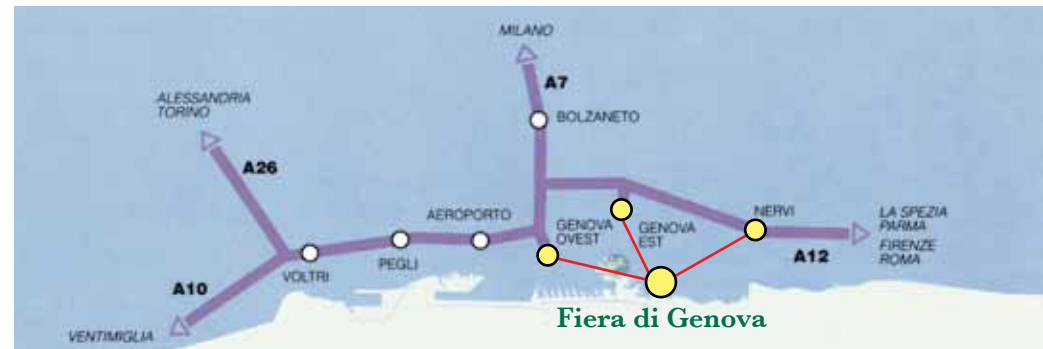 MILANO
A7
ALESSANDRIA
TORINO
BOLZANETO
A26
AEROPORTO
GENOVA
OVEST
GENOVA
EST
NERVI
LA SPEZIA
PARMA
FIRENZE
ROMA
A12
VOLTRI
PEGLI
A10
VENTIMIGLIA
Fiera di Genova